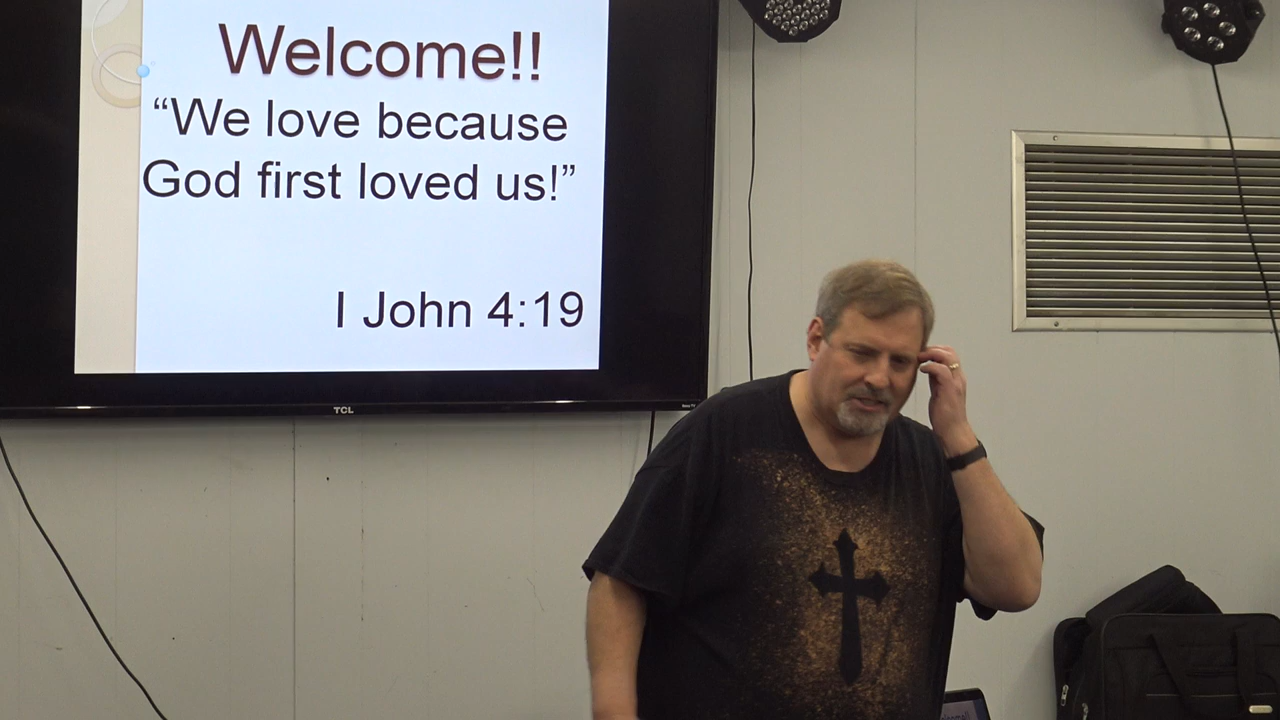 Welcome!!
“We love because
God first loved us!”
I John 4:19
TCL